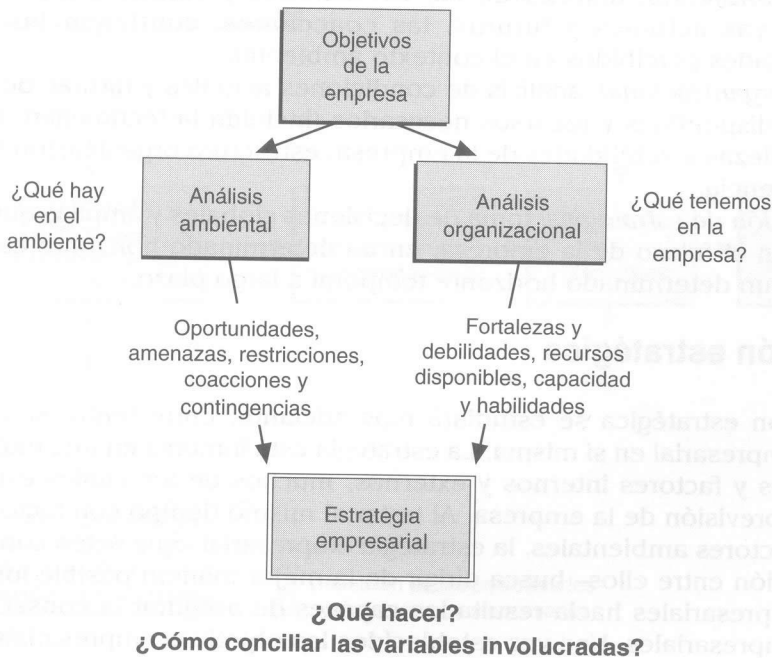 Objetivos
de la
empresa
¿Qué hay
en el
ambiente?
Análisis
ambiental
Análisis
organizacional
¿Qué tenemos
en la
empresa?
Oportunidades,
amenazas, restricciones,
coacciones y
contingencias
Fortalezas y
debilidades, recursos
disponibles, capacidad
y habilidades
Estrategia
empresarial
¿Qué hacer?
¿Cómo conciliar las variables involucradas?